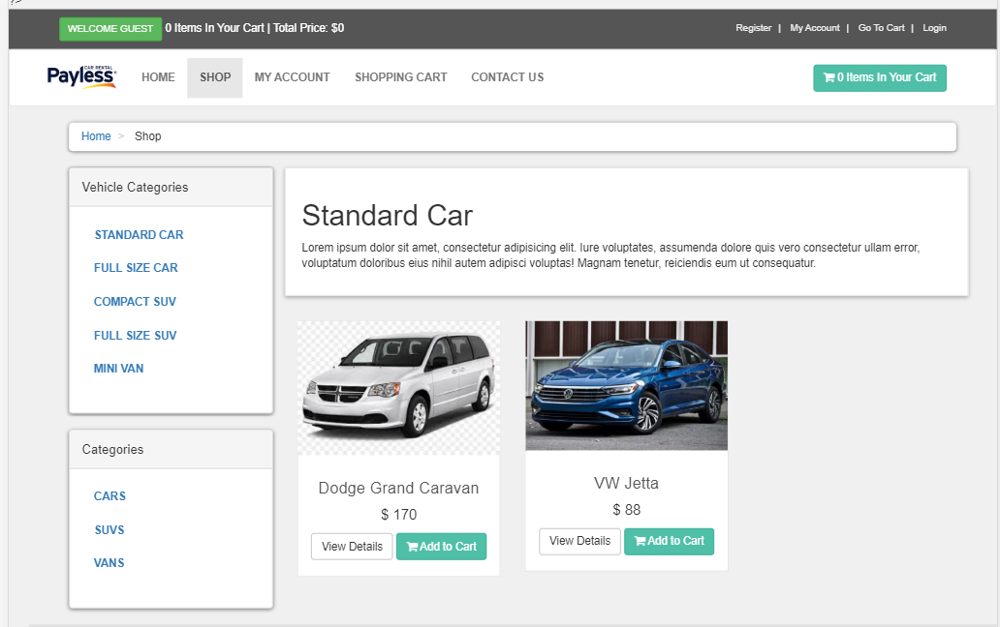 ?>
WELCOME GUEST 0 Items In Your Cart | Total Price: $0
Register | My Account | Go To Cart | Login
CAR RENTAL
Payless
HOME SHOP MY ACCOUNT SHOPPING CART CONTACT US
0 Items In Your Cart
Home > Shop
Vehicle Categories
STANDARD CAR
FULL SIZE CAR
COMPACT SUV
FULL SIZE SUV
MINI VAN
Categories
CARS
SUVS
VANS
Standard Car
Lorem ipsum dolor sit amet, consectetur adipisicing elit. Iure voluptates, assumenda dolore quis vero consectetur ullam error,
voluptatum doloribus eius nihil autem adipisci voluptas! Magnam tenetur, reiciendis eum ut consequatur.
Dodge Grand Caravan
$ 170
View Details Add to Cart
VW Jetta
$ 88
View Details Add to Cart